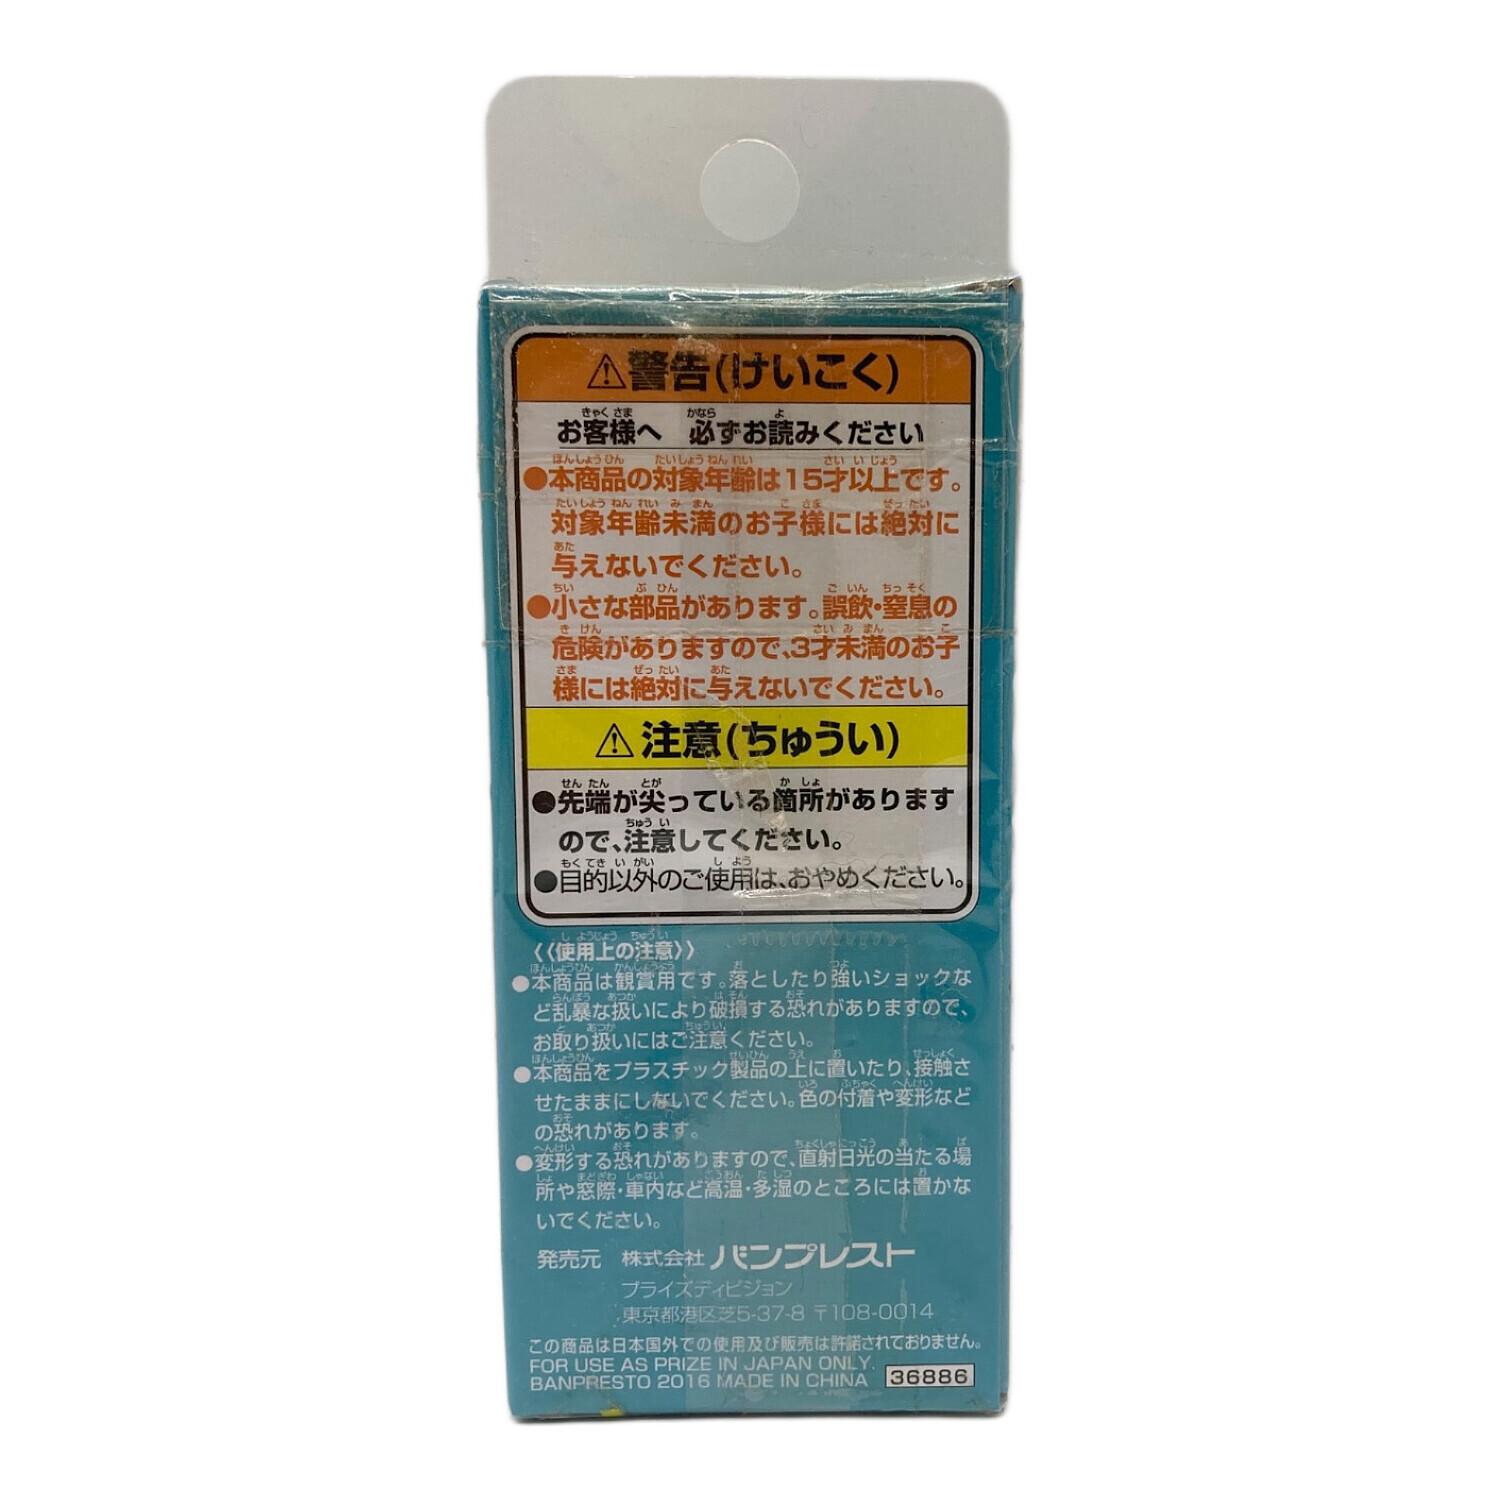 ⚠警告(けいこく)
お客様へ 必ずお読みください
●本商品の対象年齢は15才以上です。
対象年齢未満のお子様には絶対に
与えないでください。
●小さな部品があります。誤飲・窒息の
危険がありますので、3才未満のお子
様には絶対に与えないでください。
⚠注意(ちゅうい)
●先端が尖っている箇所があります
ので、注意してください。
●目的以外のご使用は、おやめください。
《使用上の注意》
●本商品は観賞用です。落としたり強いショックな
ど乱暴な扱いにより破損する恐れがありますので、
お取り扱いにはご注意ください。
●本商品をプラスチック製品の上に置いたり、接触さ
せたままにしないでください。色の付着や変形など
の恐れがあります。
●変形する恐れがありますので、直射日光の当たる場
所や窓際・車内など高温・多湿のところには置かな
いでください。
発売元 株式会社バンプレスト
プライズディビジョン
東京都港区芝5-37-8 〒108-0014
この商品は日本国外での使用及び販売は許諾されておりません。
FOR USE AS PRIZE IN JAPAN ONLY.
BANPRESTO 2016 MADE IN CHINA 36886